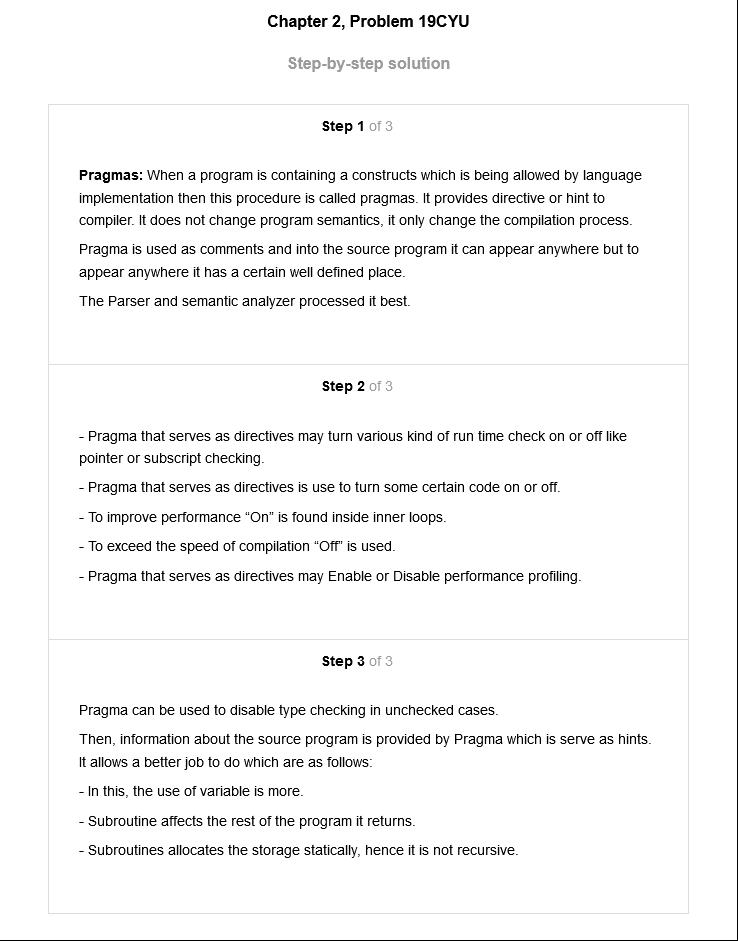 Chapter 2, Problem 19CYU
Step-by-step solution
Step 1 of 3
Pragmas: When a program is containing a constructs which is being allowed by language
implementation then this procedure is called pragmas. It provides directive or hint to
compiler. It does not change program semantics, it only change the compilation process.
Pragma is used as comments and into the source program it can appear anywhere but to
appear anywhere it has a certain well defined place.
The Parser and semantic analyzer processed it best.
Step 2 of 3
- Pragma that serves as directives may turn various kind of run time check on or off like
pointer or subscript checking.
- Pragma that serves as directives is use to turn some certain code on or off.
- To improve performance “On” is found inside inner loops.
- To exceed the speed of compilation “Off” is used.
- Pragma that serves as directives may Enable or Disable performance profiling.
Step 3 of 3
Pragma can be used to disable type checking in unchecked cases.
Then, information about the source program is provided by Pragma which is serve as hints.
It allows a better job to do which are as follows:
- In this, the use of variable is more.
- Subroutine affects the rest of the program it returns.
- Subroutines allocates the storage statically, hence it is not recursive.